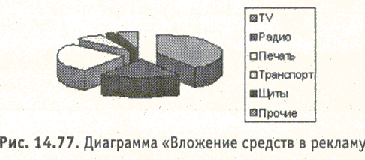 TV
Радио
Печать
Транспорт
Щиты
Прочие
Рис. 14.77. Диаграмма «Вложение средств в рекламу